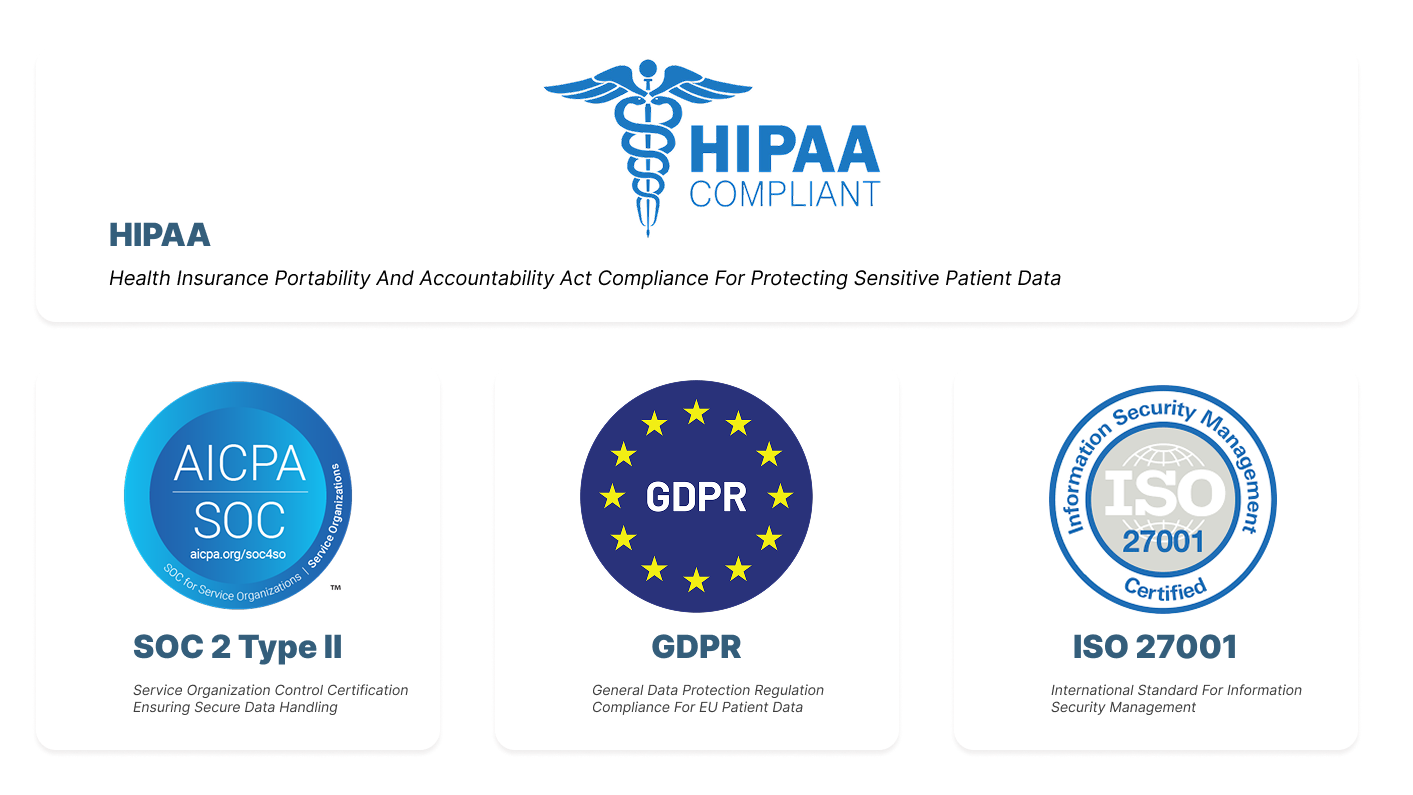 HIPAA
COMPLIANT
HIPAA
Health Insurance Portability And Accountability Act Compliance For Protecting Sensitive Patient Data
AICPA
SOC
aicpa.org/soc4so
SOC for Service Organizations | Service Organizations
™
SOC 2 Type II
Service Organization Control Certification
Ensuring Secure Data Handling
GDPR
GDPR
General Data Protection Regulation
Compliance For EU Patient Data
Information Security Management
ISO
27001
Certified
ISO 27001
International Standard For Information
Security Management